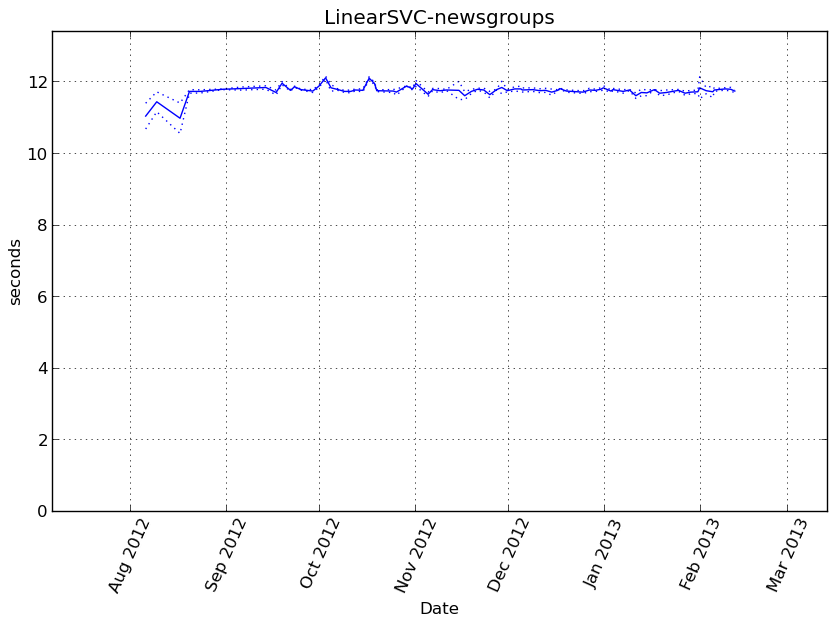 LinearSVC-newsgroups
12
10
8
6
4
2
0
seconds
Aug 2012
Sep 2012
Oct 2012
Nov 2012
Dec 2012
Jan 2013
Feb 2013
Mar 2013
Date